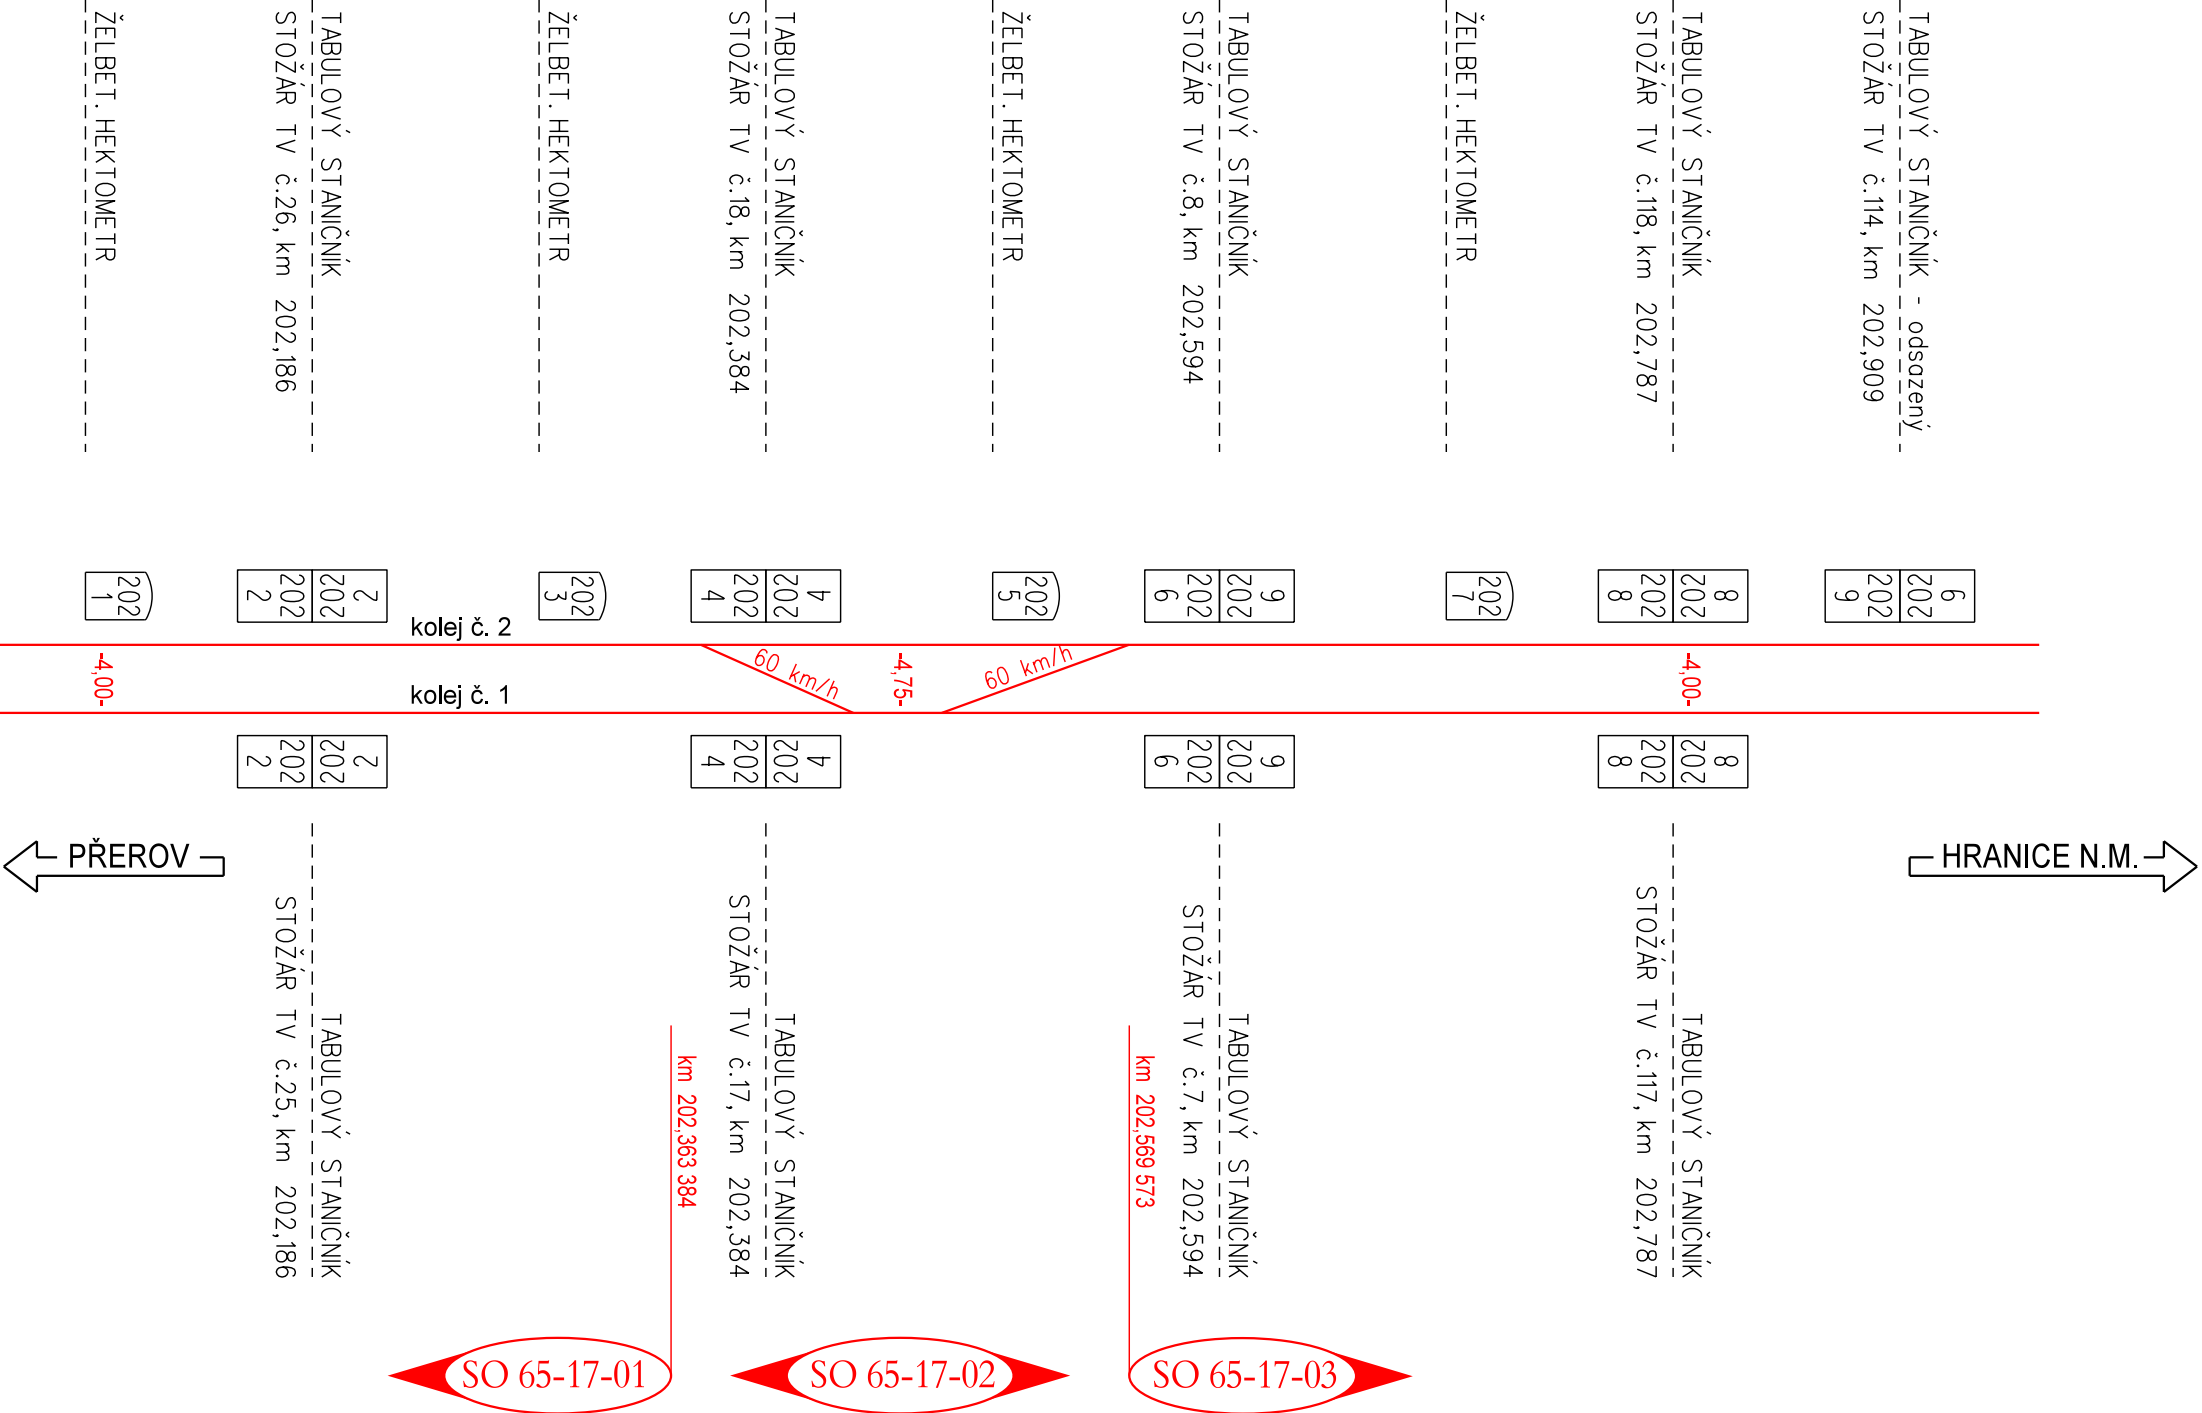 ŽELBET. HEKTOMETR
TABULOVÝ STANIČNÍK
STOŽÁR TV č.26, km 202,186
ŽELBET. HEKTOMETR
TABULOVÝ STANIČNÍK
STOŽÁR TV č.18, km 202,384
ŽELBET. HEKTOMETR
TABULOVÝ STANIČNÍK
STOŽÁR TV č.8, km 202,594
ŽELBET. HEKTOMETR
TABULOVÝ STANIČNÍK
STOŽÁR TV č.118, km 202,787
TABULOVÝ STANIČNÍK - odsazený
STOŽÁR TV č.114, km 202,909
202
1
202
2
202
2
202
3
202
4
202
4
202
5
202
6
202
6
202
7
202
8
202
8
202
9
202
9
kolej č. 2
-4,00-
60 km/h
-4,75-
60 km/h
-4,00-
kolej č. 1
202
2
202
2
202
4
202
4
202
6
202
6
202
8
202
8
PŘEROV
HRANICE N.M.
TABULOVÝ STANIČNÍK
STOŽÁR TV č.25, km 202,186
km 202,363 384
TABULOVÝ STANIČNÍK
STOŽÁR TV č.17, km 202,384
km 202,569 573
TABULOVÝ STANIČNÍK
STOŽÁR TV č.7, km 202,594
TABULOVÝ STANIČNÍK
STOŽÁR TV č.117, km 202,787
SO 65-17-01
SO 65-17-02
SO 65-17-03